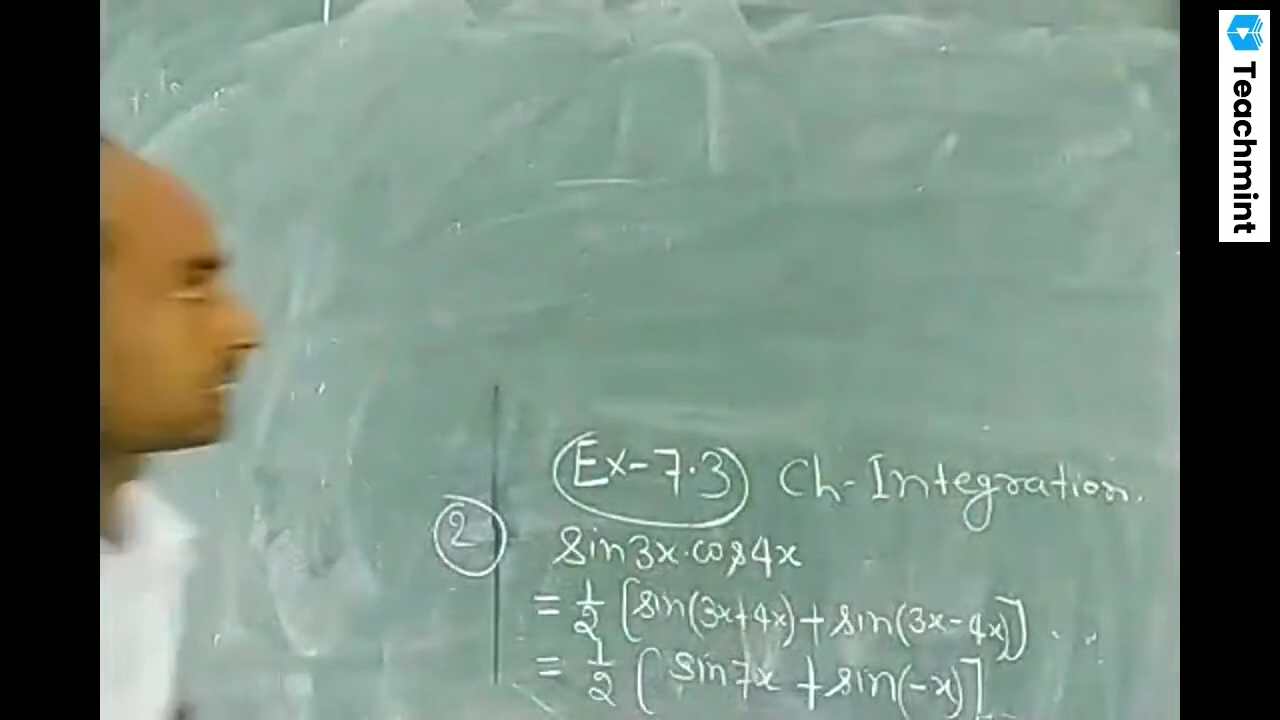 Teachmint
Ex-7.3 Ch-Integration.
2 sin3x.cos4x
= 1/2 [sin(3x+4x)+sin(3x-4x)]
= 1/2 [sin7x+sin(-x)]